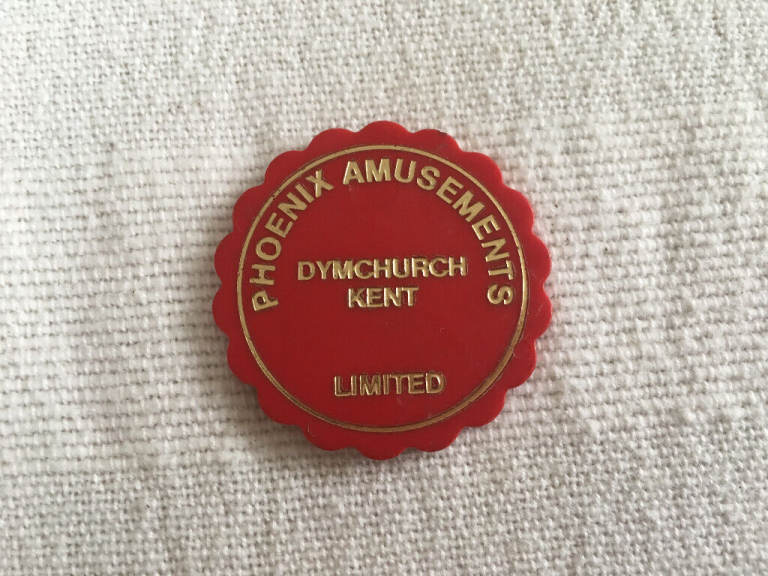 PHOENIX AMUSEMENTS
DYMCHURCH
KENT
LIMITED